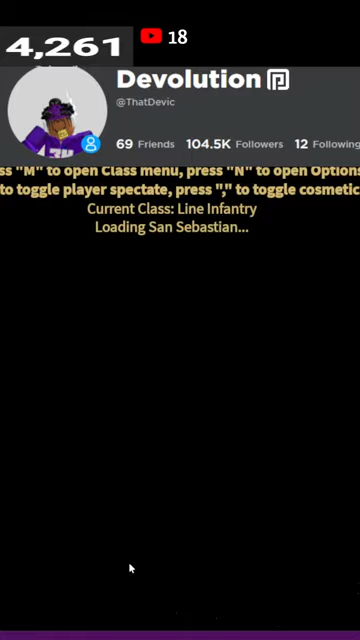 4,261
18
Devolution
@ThatDevic
69 Friends 104.5K Followers 12 Following
ss "M" to open Class menu, press "N" to open Options
to toggle player spectate, press "," to toggle cosmetic
Current Class: Line Infantry
Loading San Sebastian...